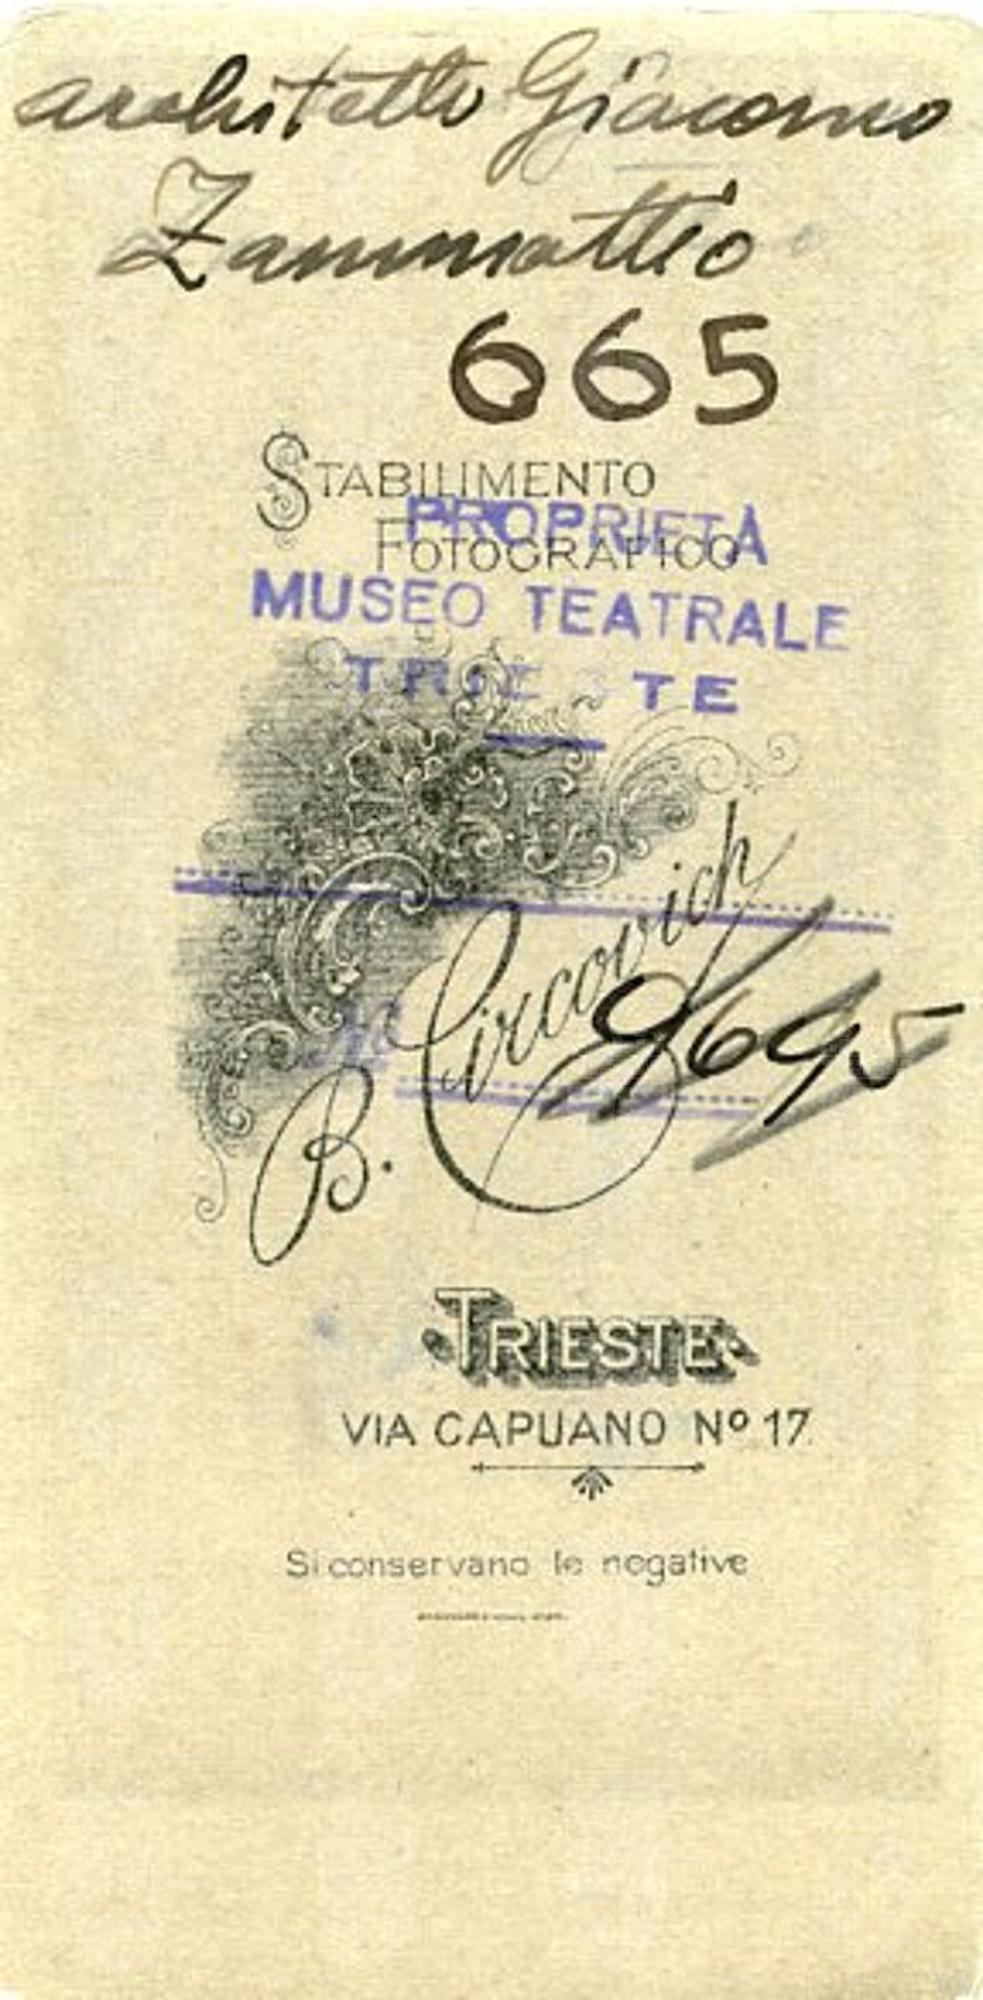 architetto Giacomo
Zammattio
665
STABILIMENTO
FOTOGRAFICO
PROPRIETA
MUSEO TEATRALE
TRIESTE
No
9695
B. Circovich
TRIESTE
VIA CAPUANO Nº 17
Si conservano le negative